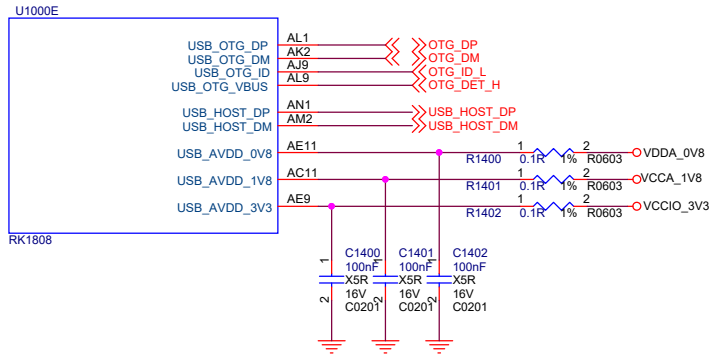 U1000E
USB_OTG_DP AL1 OTG_DP
USB_OTG_DM AK2 OTG_DM
USB_OTG_ID AJ9 OTG_ID_L
USB_OTG_VBUS AL9 OTG_DET_H
USB_HOST_DP AN1 USB_HOST_DP
USB_HOST_DM AM2 USB_HOST_DM
USB_AVDD_0V8 AE11 1 2 VDDA_0V8
R1400 0.1R 1% R0603
USB_AVDD_1V8 AC11 1 2 VCCA_1V8
R1401 0.1R 1% R0603
USB_AVDD_3V3 AE9 1 2 VCCIO_3V3
R1402 0.1R 1% R0603
RK1808
C1400 C1401 C1402
1 100nF 1 100nF 1 100nF
X5R X5R X5R
2 16V 2 16V 2 16V
C0201 C0201 C0201